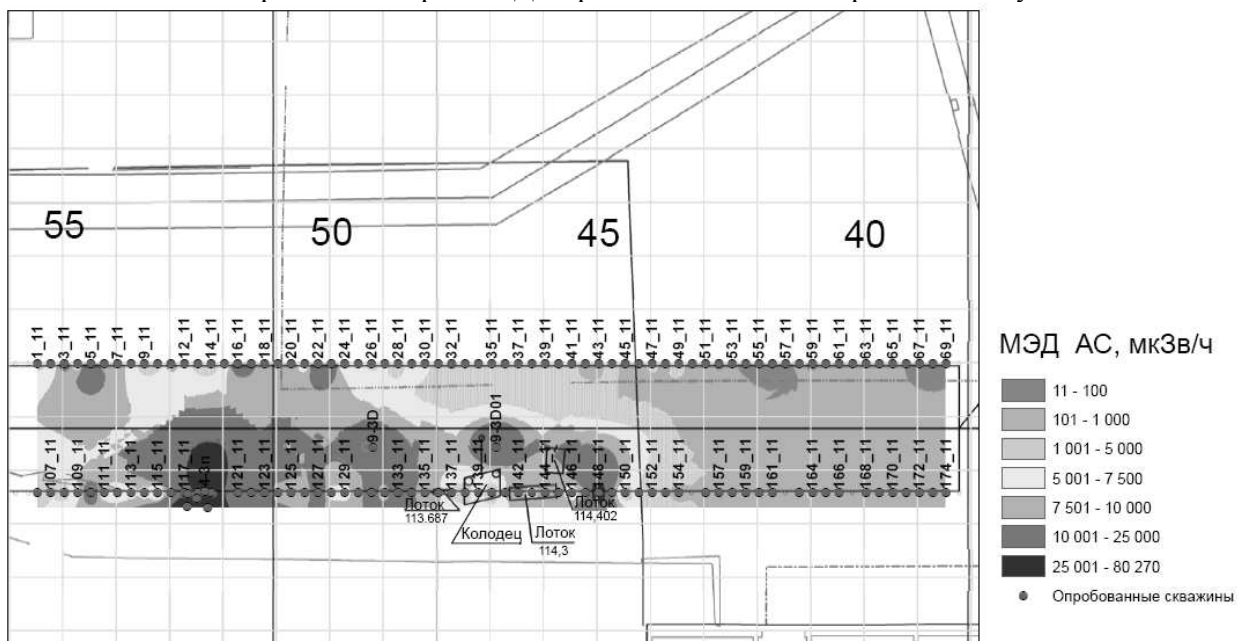 55 50 45 40
1_11 3_11 5_11 7_11 9_11 12_11 14_11 16_11 18_11 20_11 22_11 24_11 26_11 28_11 30_11 32_11 35_11 37_11 39_11 41_11 43_11 45_11 47_11 49_11 51_11 53_11 55_11 57_11 59_11 61_11 63_11 65_11 67_11 69_11
9-3D 9-3D01
107_11 109_11 111_11 113_11 115_11 121_11 123_11 125_11 127_11 129_11 133_11 135_11 137_11 142_11 150_11 152_11 154_11 157_11 159_11 161_11 164_11 166_11 168_11 170_11 172_11 174_11
Лоток
113.687
Колодец
Лоток
114,3
Лоток
114,402
МЭД АС, мкЗв/ч
11 - 100
101 - 1 000
1 001 - 5 000
5 001 - 7 500
7 501 - 10 000
10 001 - 25 000
25 001 - 80 270
Опробованные скважины